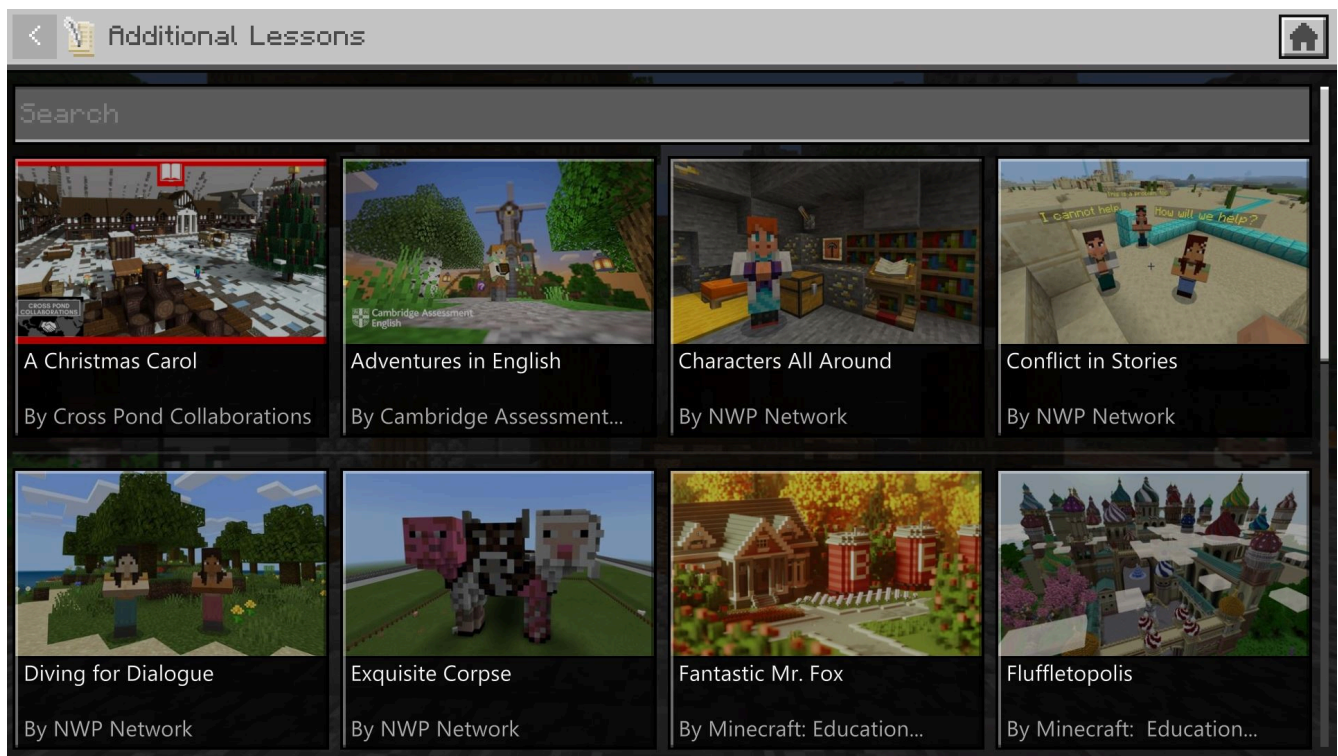 Additional Lessons
Search
CROSS POND
COLLABORATIONS
A Christmas Carol
By Cross Pond Collaborations
Cambridge Assessment
English
Adventures in English
By Cambridge Assessment...
Characters All Around
By NWP Network
I cannot help
How will we help?
Conflict in Stories
By NWP Network
Diving for Dialogue
By NWP Network
Exquisite Corpse
By NWP Network
B E
Fantastic Mr. Fox
By Minecraft: Education...
Fluffletopolis
By Minecraft: Education...